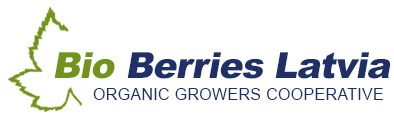 Bio Berries Latvia
ORGANIC GROWERS COOPERATIVE